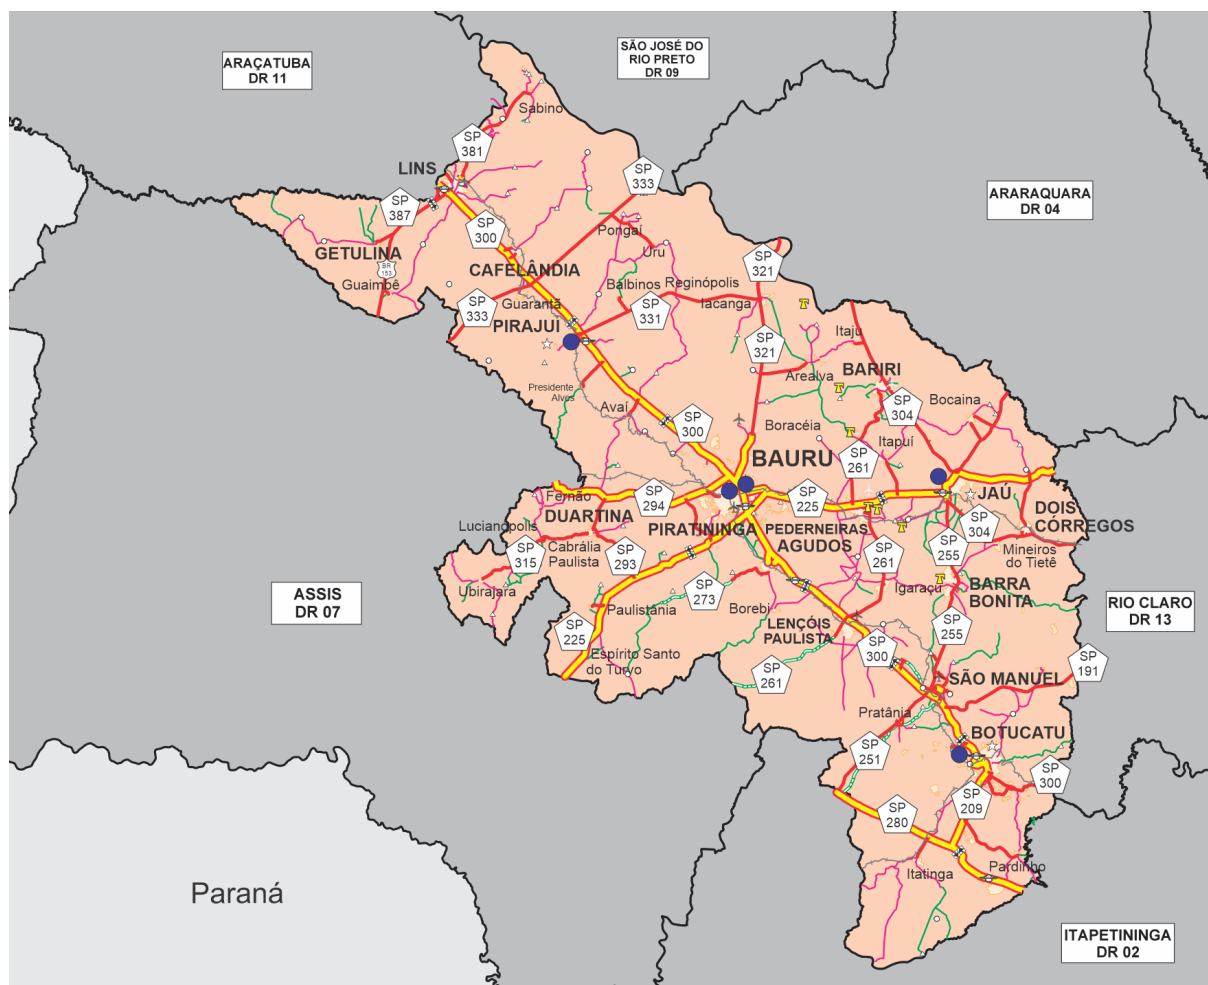 ARAÇATUBA
DR 11
SÃO JOSÉ DO
RIO PRETO
DR 09
Sabino
SP
381
LINS
SP
333
ARARAQUARA
DR 04
SP
387
SP
300
Pongaí
GETULINA
BR
153
Uru
SP
321
CAFELÂNDIA
Guaimbê
Balbinos
Reginópolis
Guarantã
Iacanga
SP
333
SP
331
PIRAJUI
Itaju
SP
321
BARIRI
Arealva
Presidente
Alves
Avaí
SP
304
Bocaina
SP
300
Boracéia
Itapuí
BAURU
SP
261
Fernão
SP
294
SP
225
JAÚ
DUARTINA
PIRATININGA
PEDERNEIRAS
AGUDOS
DOIS
CÓRREGOS
Lucianópolis
SP
304
SP
315
Cabrália
Paulista
SP
293
SP
261
SP
255
Mineiros
do Tietê
Ubirajara
SP
273
Igaraçú
BARRA
BONITA
ASSIS
DR 07
Paulistânia
Borebi
RIO CLARO
DR 13
SP
225
LENÇÓIS
PAULISTA
SP
255
SP
300
Espírito Santo
do Turvo
SP
261
SP
191
SÃO MANUEL
Pratânia
BOTUCATU
SP
251
SP
300
SP
209
SP
280
Pardinho
Itatinga
Paraná
ITAPETININGA
DR 02